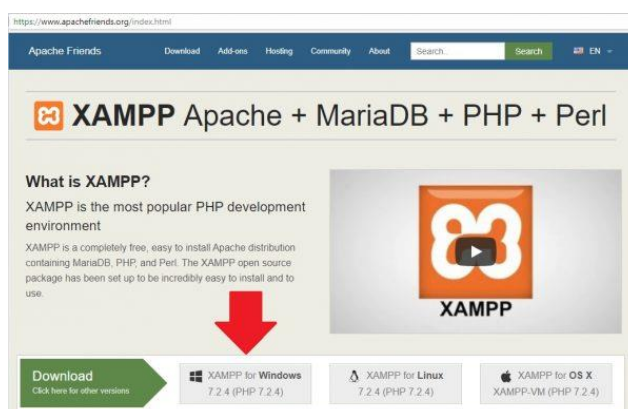 https://www.apachefriends.org/index.html
Apache Friends Download Add-ons Hosting Community About Search... Search EN
XAMPP Apache + MariaDB + PHP + Perl
What is XAMPP?
XAMPP is the most popular PHP development
environment
XAMPP is a completely free, easy to install Apache distribution
containing MariaDB, PHP, and Perl. The XAMPP open source
package has been set up to be incredibly easy to install and to
use.
XAMPP
Download
Click here for other versions
XAMPP for Windows
7.2.4 (PHP 7.2.4)
XAMPP for Linux
7.2.4 (PHP 7.2.4)
XAMPP for OS X
XAMPP-VM (PHP 7.2.4)